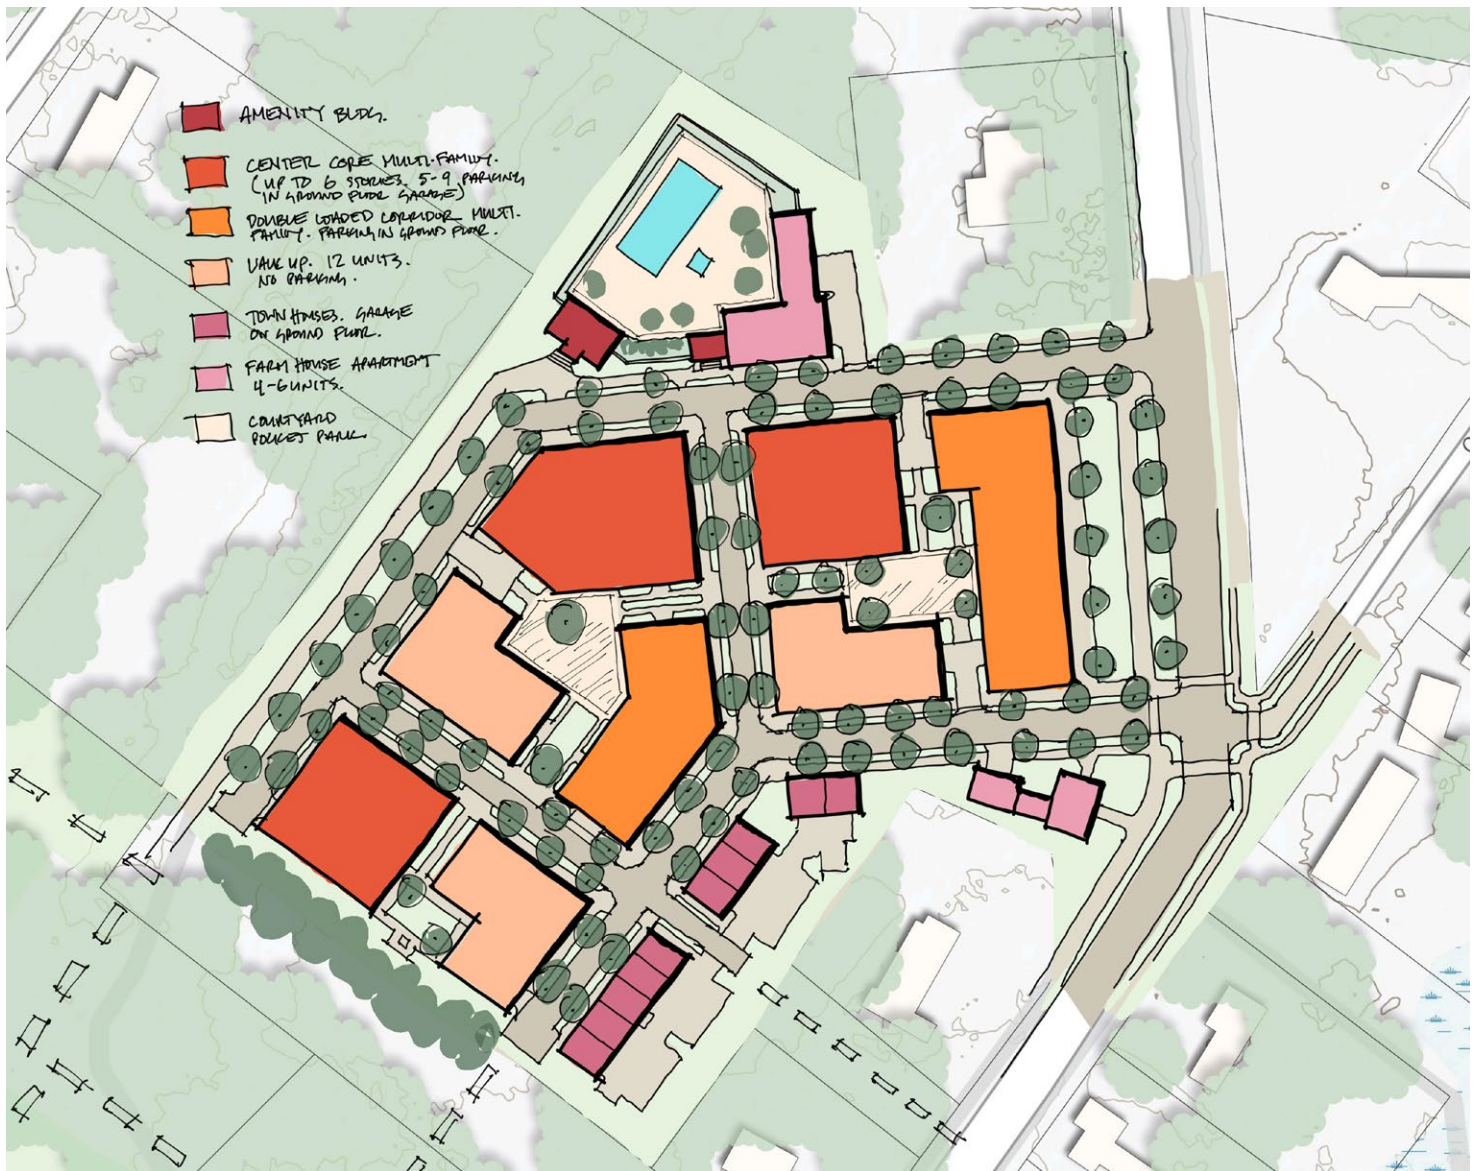 AMENITY BLDG.
CENTER CORE MULTI-FAMILY.
(UP TO 6 STORIES. 5-9 PARKING
IN GROUND FLOOR GARAGE)
DOUBLE LOADED CORRIDOR MULTI-
FAMILY. PARKING IN GROUND FLOOR.
WALK UP. 12 UNITS.
NO PARKING.
TOWNHOUSES. GARAGE
ON GROUND FLOOR.
FARM HOUSE APARTMENT
4-6 UNITS.
COURTYARD
POCKET PARK.